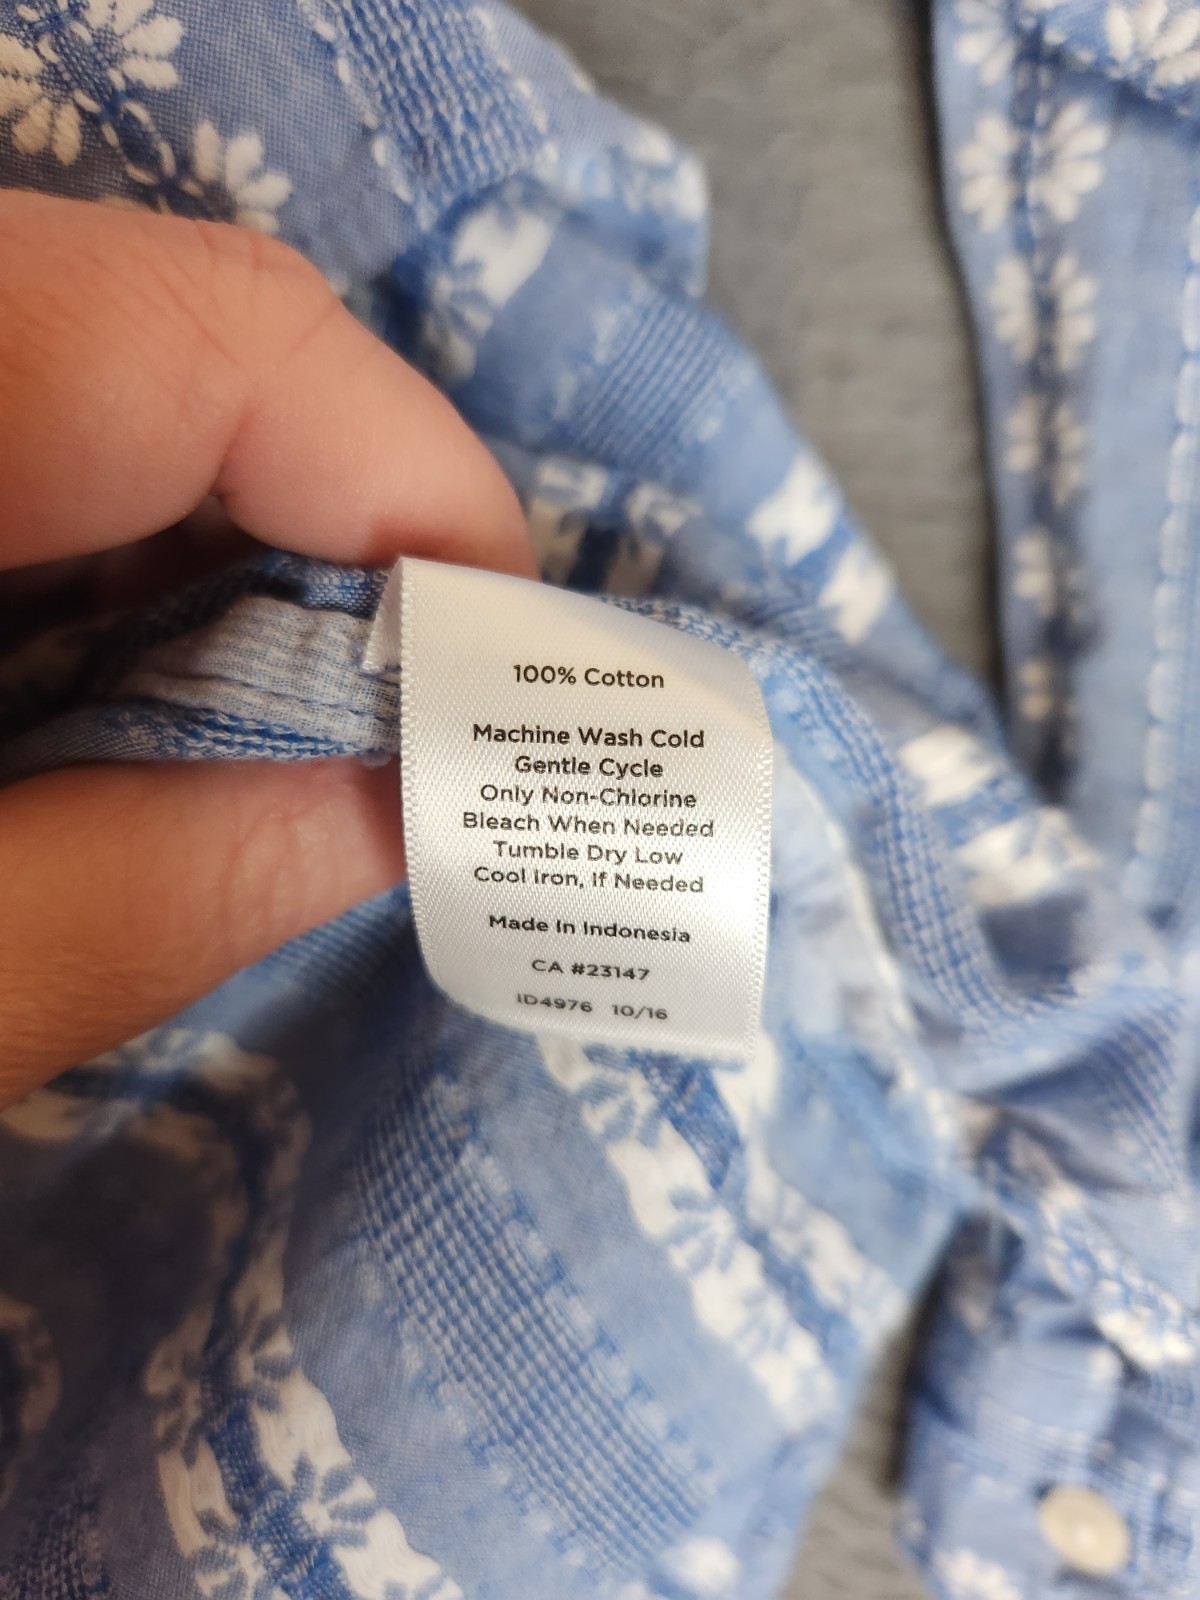 100% Cotton
Machine Wash Cold
Gentle Cycle
Only Non-Chlorine
Bleach When Needed
Tumble Dry Low
Cool Iron, If Needed
Made In Indonesia
CA #23147
ID4976 10/16